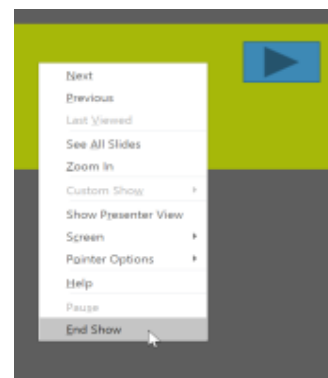 Next
Previous
Last Viewed
See All Slides
Zoom In
Custom Show
Show Presenter View
Screen
Pointer Options
Help
Pause
End Show